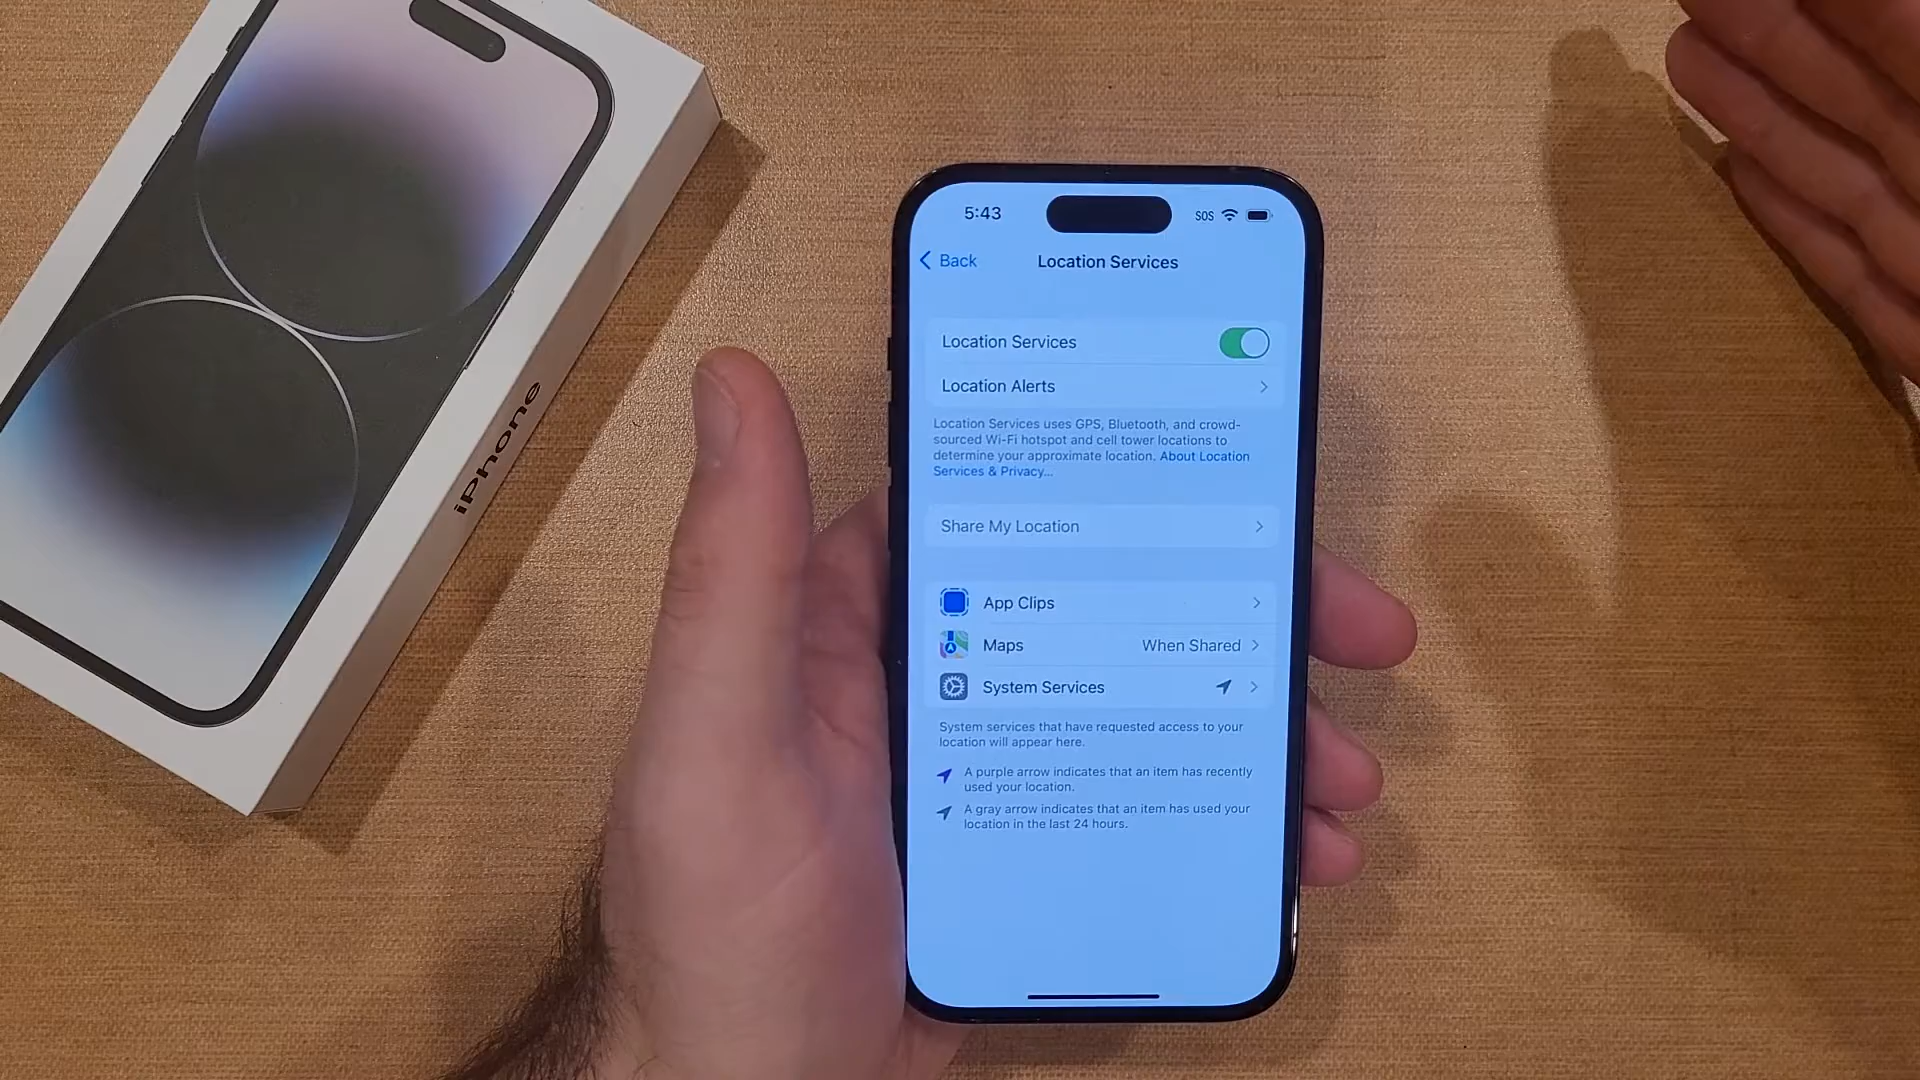 iPhone
5:43
SOS
Back
Location Services
Location Services
Location Alerts
Location Services uses GPS, Bluetooth, and crowd-
sourced Wi-Fi hotspot and cell tower locations to
determine your approximate location. About Location
Services & Privacy...
Share My Location
App Clips
Maps When Shared
System Services
System services that have requested access to your
location will appear here.
A purple arrow indicates that an item has recently
used your location.
A gray arrow indicates that an item has used your
location in the last 24 hours.